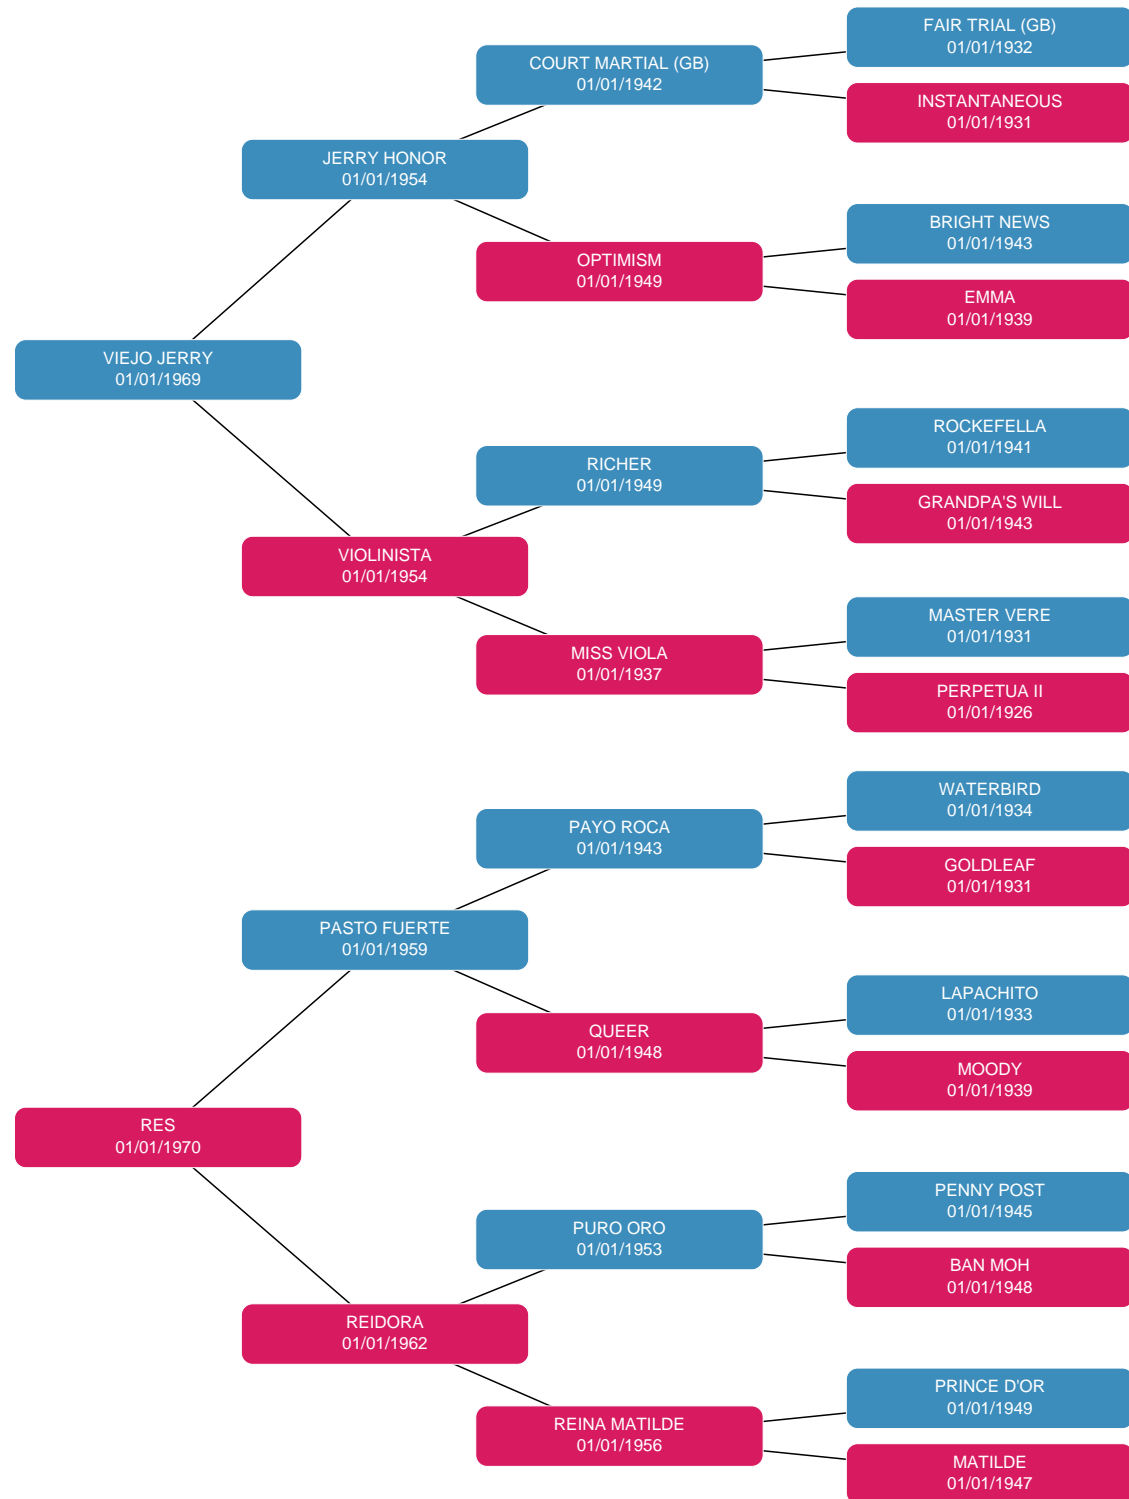 FAIR TRIAL (GB)
01/01/1932
COURT MARTIAL (GB)
01/01/1942
INSTANTANEOUS
01/01/1931
JERRY HONOR
01/01/1954
BRIGHT NEWS
01/01/1943
OPTIMISM
01/01/1949
EMMA
01/01/1939
VIEJO JERRY
01/01/1969
ROCKEFELLA
01/01/1941
RICHER
01/01/1949
GRANDPA'S WILL
01/01/1943
VIOLINISTA
01/01/1954
MASTER VERE
01/01/1931
MISS VIOLA
01/01/1937
PERPETUA II
01/01/1926
WATERBIRD
01/01/1934
PAYO ROCA
01/01/1943
GOLDLEAF
01/01/1931
PASTO FUERTE
01/01/1959
LAPACHITO
01/01/1933
QUEER
01/01/1948
MOODY
01/01/1939
RES
01/01/1970
PENNY POST
01/01/1945
PURO ORO
01/01/1953
BAN MOH
01/01/1948
REIDORA
01/01/1962
PRINCE D'OR
01/01/1949
REINA MATILDE
01/01/1956
MATILDE
01/01/1947